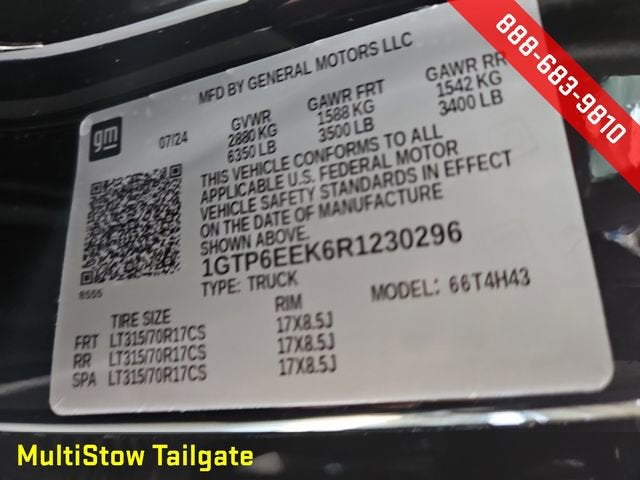 888-683-9810
MFD BY GENERAL MOTORS LLC
gm
07/24
GVWR GAWR FRT GAWR RR
2880 KG 1588 KG 1542 KG
6350 LB 3500 LB 3400 LB
THIS VEHICLE CONFORMS TO ALL
APPLICABLE U.S. FEDERAL MOTOR
VEHICLE SAFETY STANDARDS IN EFFECT
ON THE DATE OF MANUFACTURE
SHOWN ABOVE.
1GTP6EEK6R1230296
TYPE: TRUCK MODEL: 66T4H43
8555
TIRE SIZE RIM
FRT LT315/70R17CS 17X8.5J
RR LT315/70R17CS 17X8.5J
SPA LT315/70R17CS 17X8.5J
MultiStow Tailgate